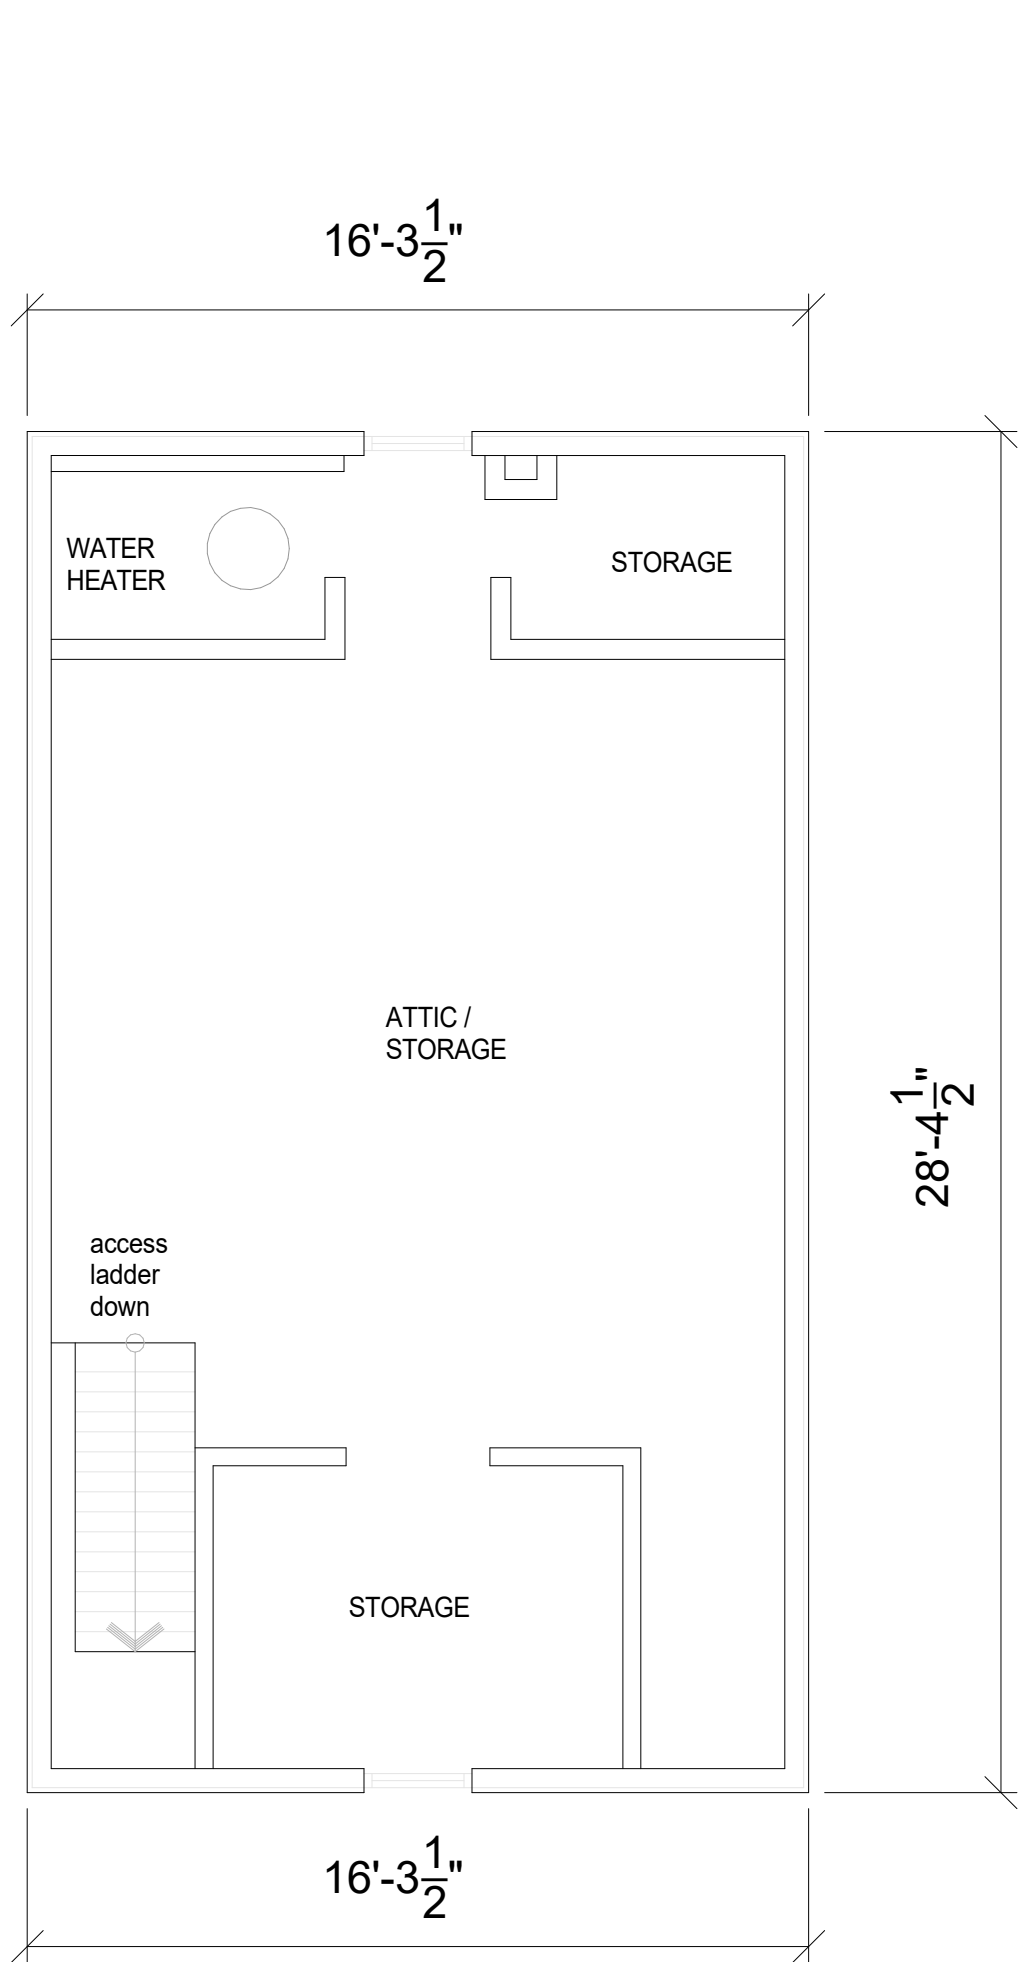 16'-3 1/2"
WATER
HEATER
STORAGE
ATTIC /
STORAGE
28'-4 1/2"
access
ladder
down
STORAGE
16'-3 1/2"